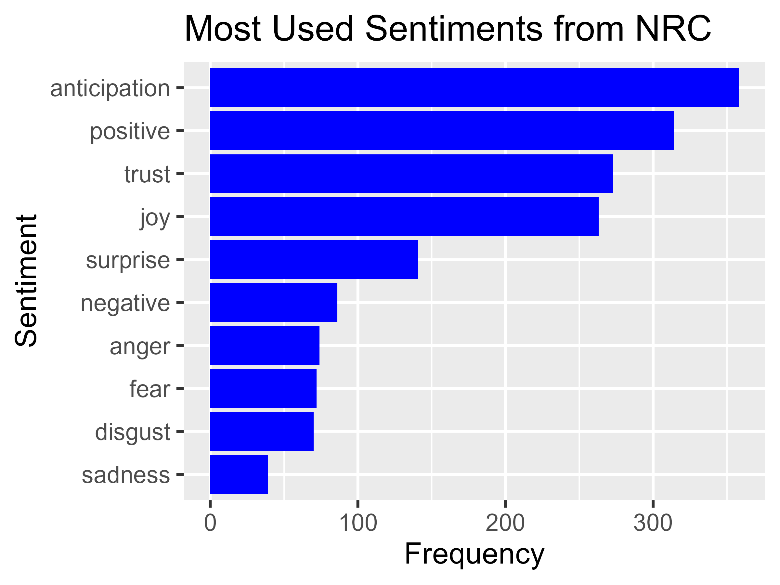 Most Used Sentiments from NRC
Sentiment
anticipation
positive
trust
joy
surprise
negative
anger
fear
disgust
sadness
0 100 200 300
Frequency